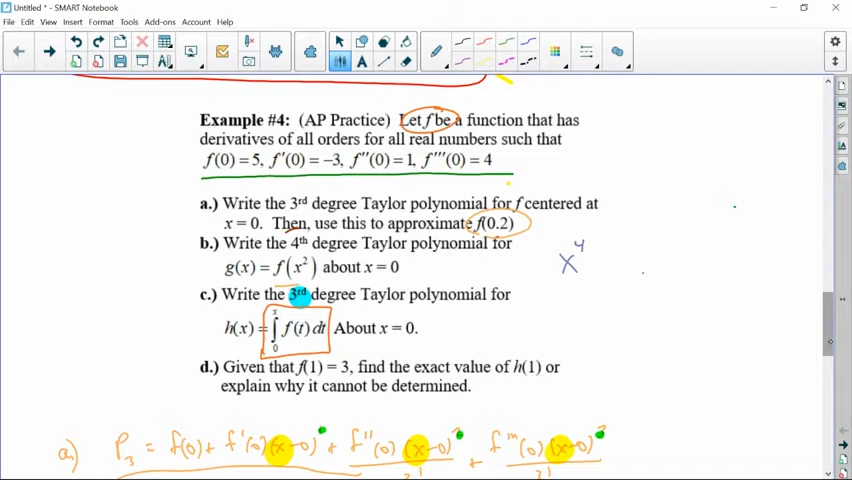 Untitled * - SMART Notebook
File Edit View Insert Format Tools Add-ons Account Help
Example #4: (AP Practice) Let f be a function that has
derivatives of all orders for all real numbers such that
f(0) = 5, f'(0) = −3, f''(0) = 1, f'''(0) = 4
a.) Write the 3rd degree Taylor polynomial for f centered at
x = 0. Then, use this to approximate f(0.2)
b.) Write the 4th degree Taylor polynomial for
g(x) = f(x²) about x = 0
x⁴
c.) Write the 3rd degree Taylor polynomial for
h(x) = ∫₀ˣ f(t) dt About x = 0.
d.) Given that f(1) = 3, find the exact value of h(1) or
explain why it cannot be determined.
a) P₃ = f(0) + f'(0)(x−0) + f''(0)(x−0)² + f'''(0)(x−0)³